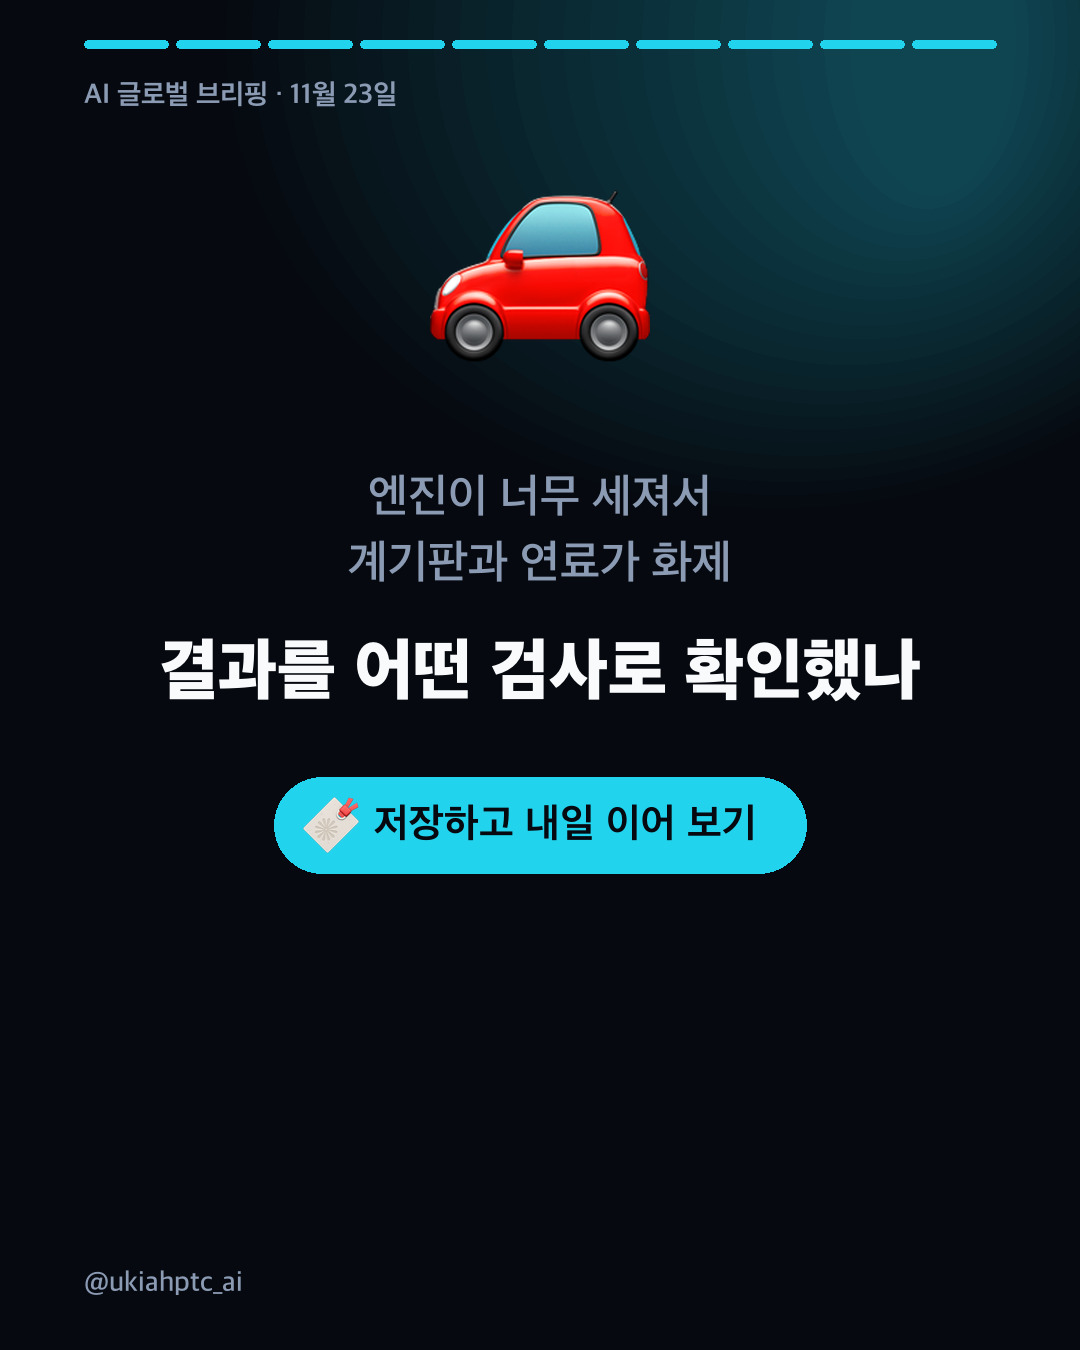 AI 글로벌 브리핑 · 11월 23일
엔진이 너무 세져서
계기판과 연료가 화제
결과를 어떤 검사로 확인했나
저장하고 내일 이어 보기
@ukiahptc_ai